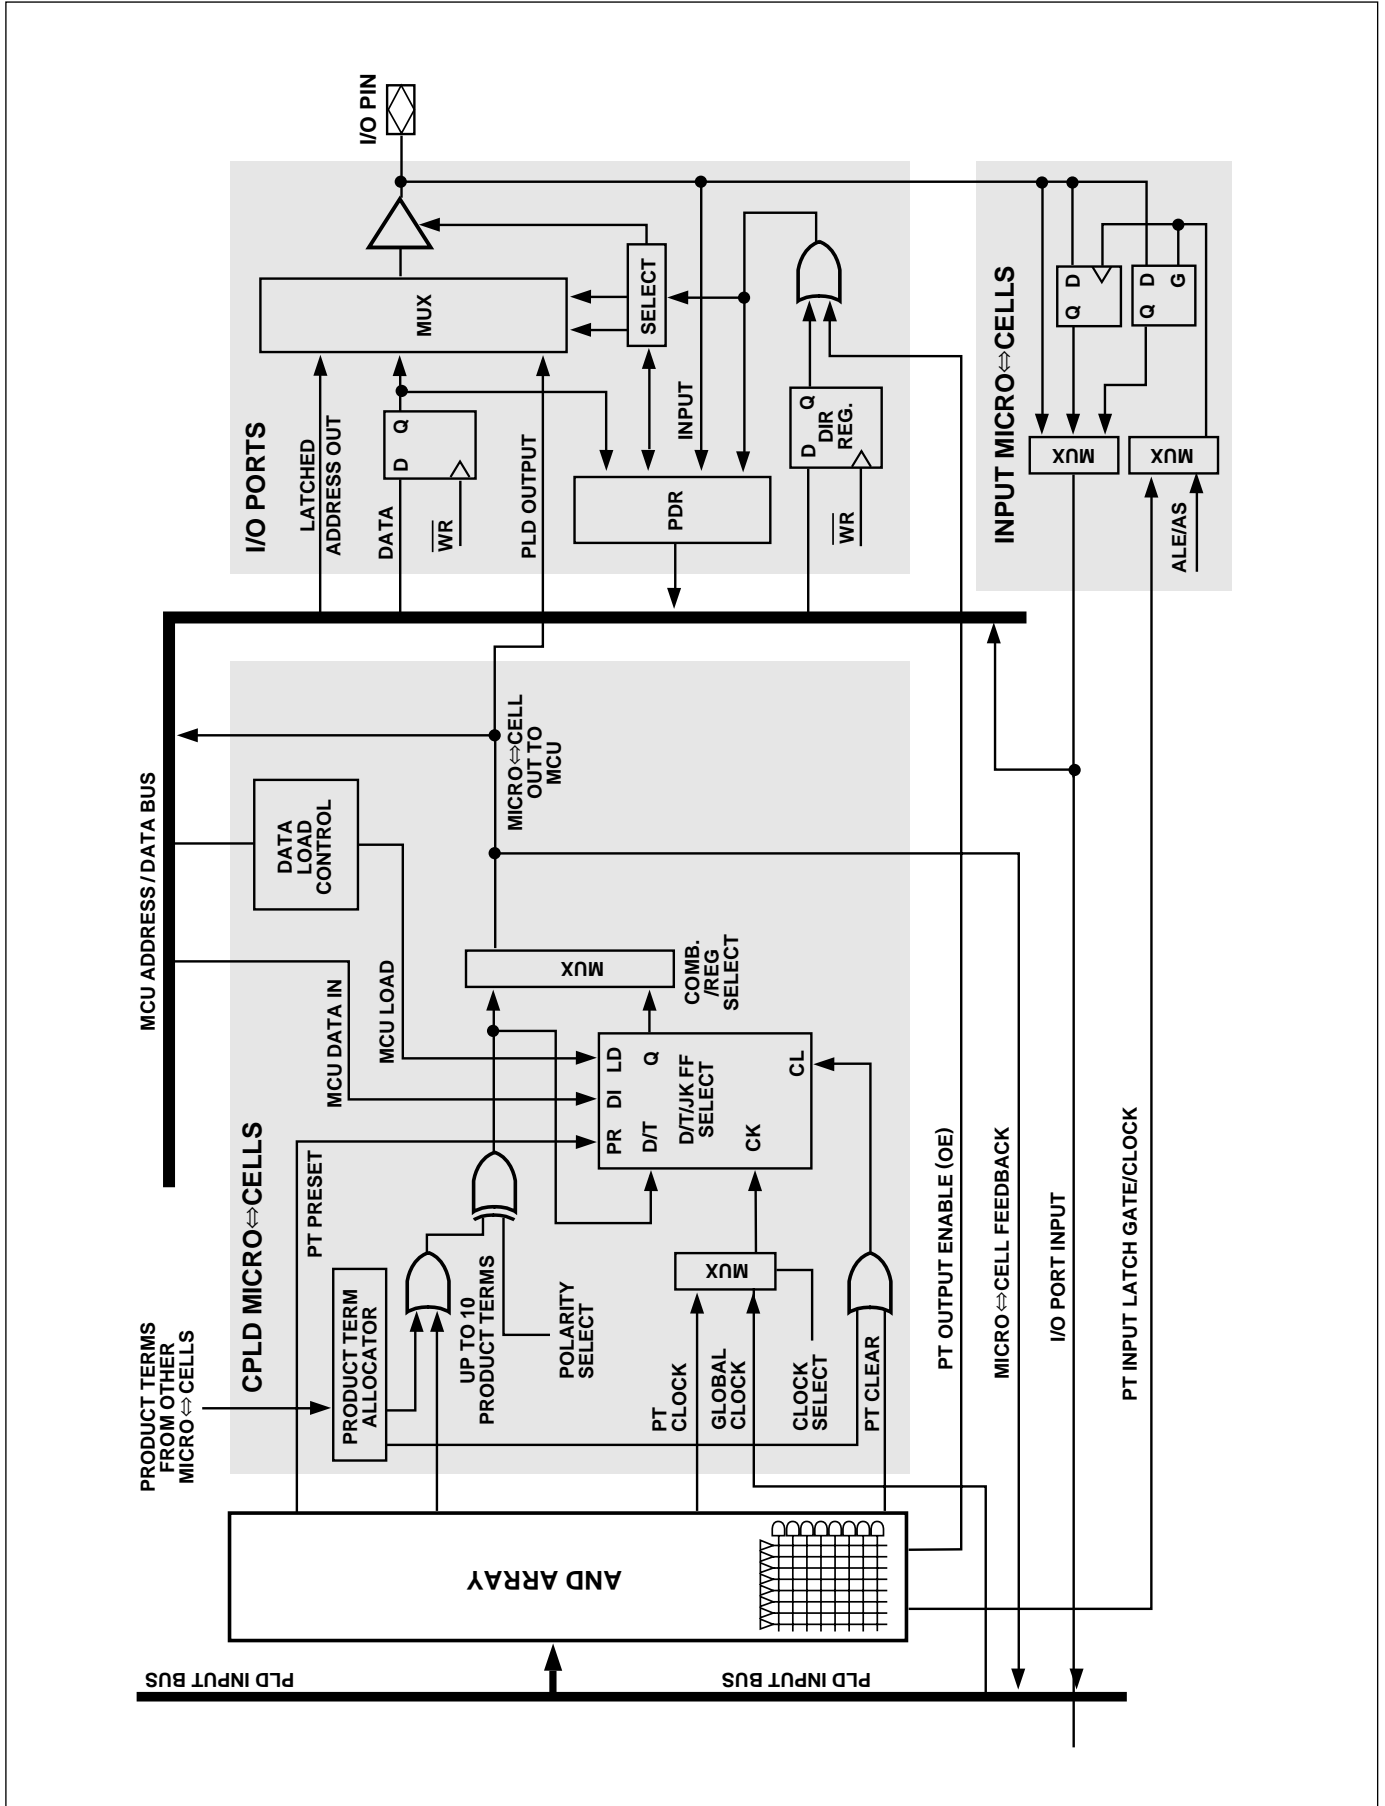 PLD INPUT BUS
PLD INPUT BUS
AND ARRAY
PRODUCT TERMS
FROM OTHER
MICRO⇔CELLS
CPLD MICRO⇔CELLS
MCU ADDRESS / DATA BUS
PT PRESET
MCU DATA IN
MCU LOAD
DATA
LOAD
CONTROL
PRODUCT TERM
ALLOCATOR
UP TO 10
PRODUCT TERMS
POLARITY
SELECT
PR
DI
LD
D/T
Q
D/T/JK FF
SELECT
CK
CL
MUX
COMB.
/REG
SELECT
MICRO⇔CELL
OUT TO
MCU
PT
CLOCK
GLOBAL
CLOCK
MUX
CLOCK
SELECT
PT CLEAR
PT OUTPUT ENABLE (OE)
MICRO⇔CELL FEEDBACK
I/O PORT INPUT
PT INPUT LATCH GATE/CLOCK
I/O PORTS
LATCHED
ADDRESS OUT
DATA
D
Q
WR
PLD OUTPUT
MUX
SELECT
PDR
INPUT
D
Q
DIR
REG.
WR
I/O PIN
INPUT MICRO⇔CELLS
MUX
Q
D
Q
D
G
MUX
ALE/AS